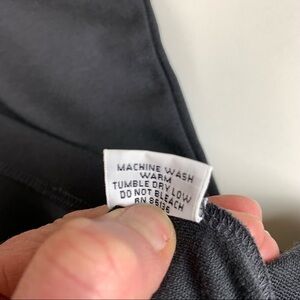 MACHINE WASH
WARM
TUMBLE DRY LOW
DO NOT BLEACH
RN 86136